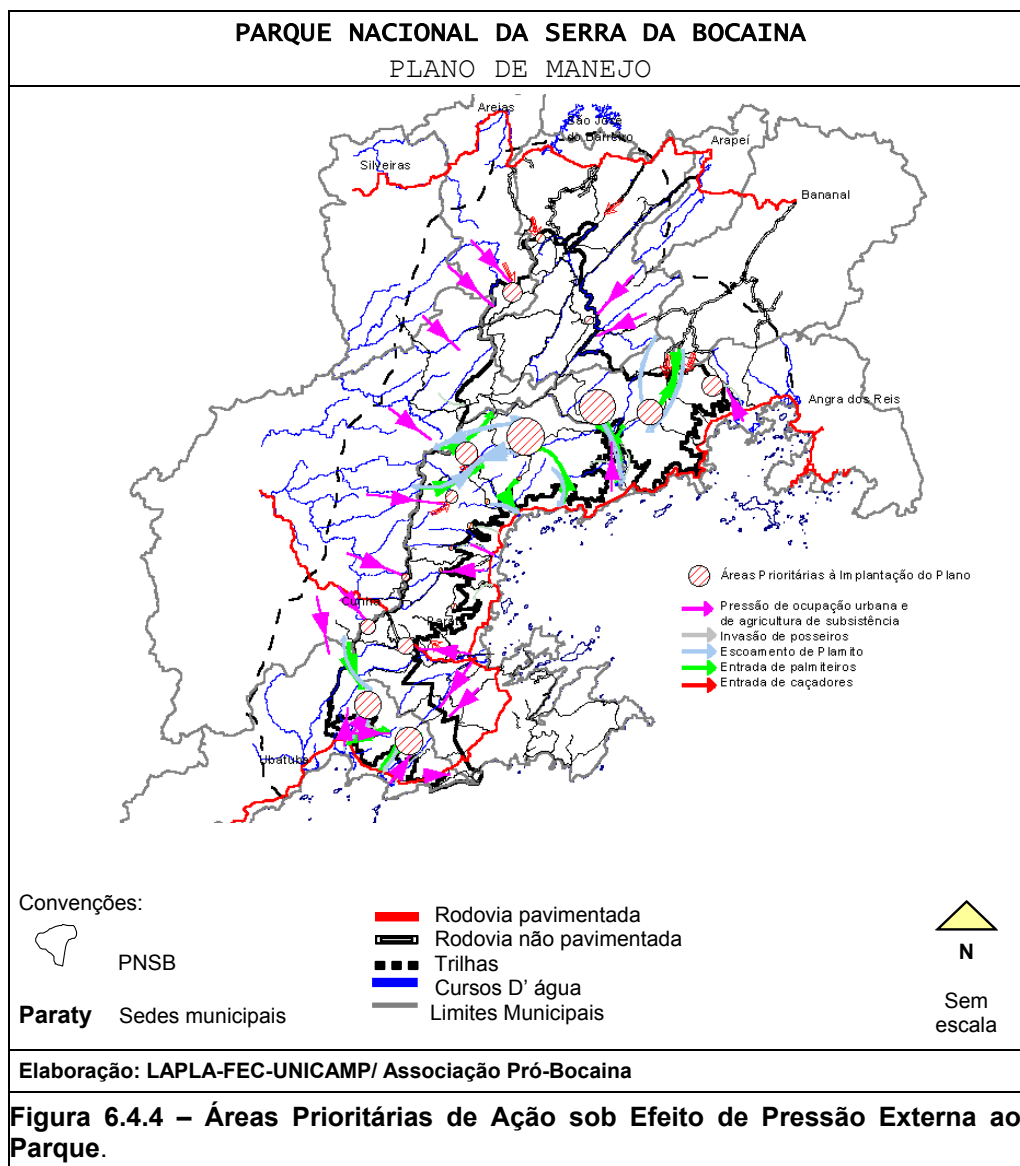 PARQUE NACIONAL DA SERRA DA BOCAINA
PLANO DE MANEJO
Areias
São José
do Barreiro
Arapeí
Silveiras
Bananal
Angra dos Reis
Cunha
Ubatuba
Áreas Prioritárias à Implantação do Plano
Pressão de ocupação urbana e
de agricultura de subsistência
Invasão de posseiros
Escoamento de Plamito
Entrada de palmiteiros
Entrada de caçadores
Convenções:
PNSB
Paraty Sedes municipais
Rodovia pavimentada
Rodovia não pavimentada
Trilhas
Cursos D' água
Limites Municipais
N
Sem
escala
Elaboração: LAPLA-FEC-UNICAMP/ Associação Pró-Bocaina
Figura 6.4.4 – Áreas Prioritárias de Ação sob Efeito de Pressão Externa ao
Parque.